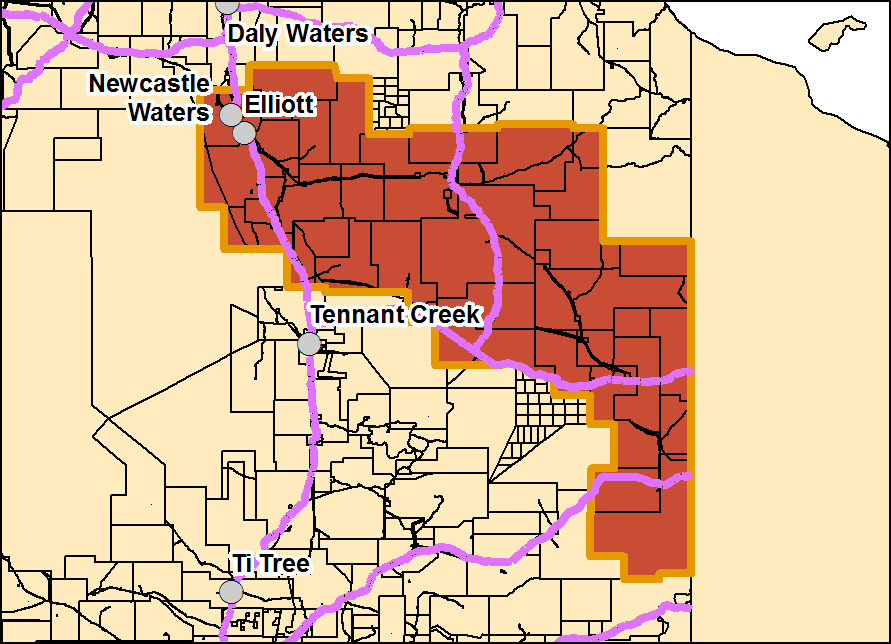 Daly Waters
Newcastle
Waters
Elliott
Tennant Creek
Ti Tree